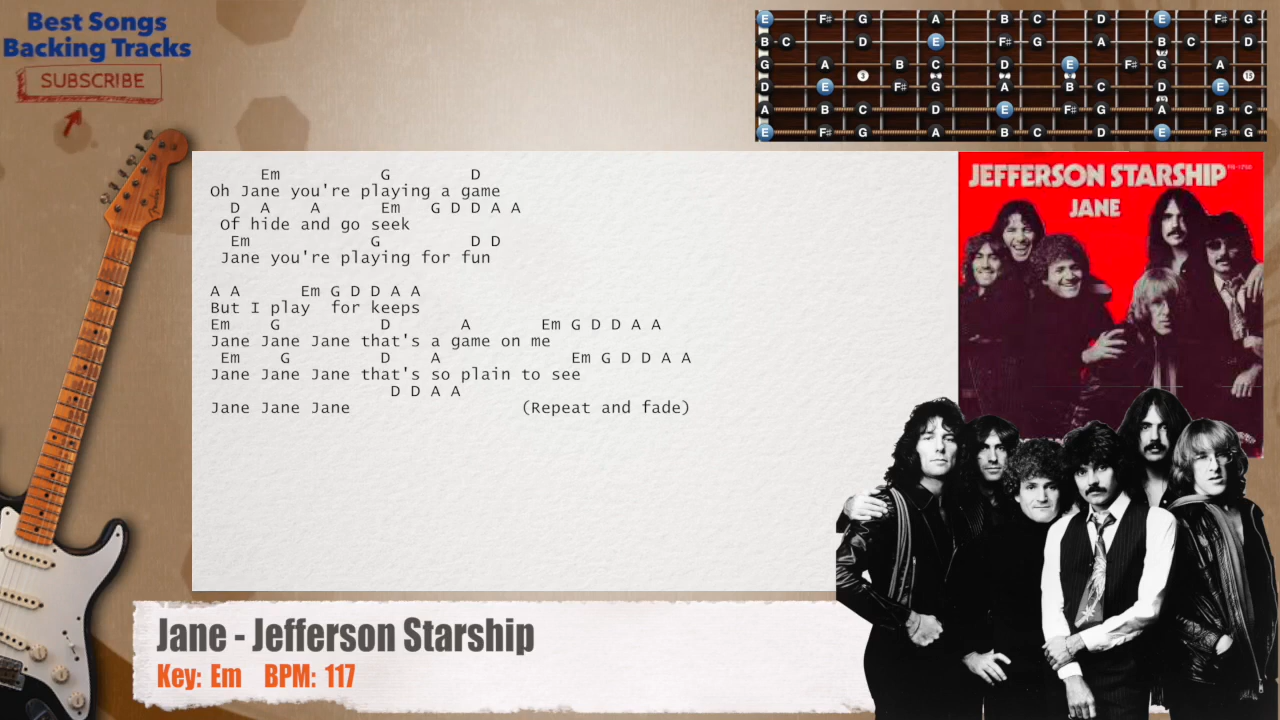 Best Songs
Backing Tracks
SUBSCRIBE
E F# G A B C D E F# G
B C D E F# G A B C D
G A B C D E F# G A
3 15
D E F# G A B C D E
A B C D E F# G A B C
E F# G A B C D E F# G
Em G D
Oh Jane you're playing a game
D A A Em G D D A A
Of hide and go seek
Em G D D
Jane you're playing for fun
A A Em G D D A A
But I play for keeps
Em G D A Em G D D A A
Jane Jane Jane that's a game on me
Em G D A Em G D D A A
Jane Jane Jane that's so plain to see
D D A A
Jane Jane Jane (Repeat and fade)
JEFFERSON STARSHIP
JANE
Fender
Jane - Jefferson Starship
Key: Em BPM: 117